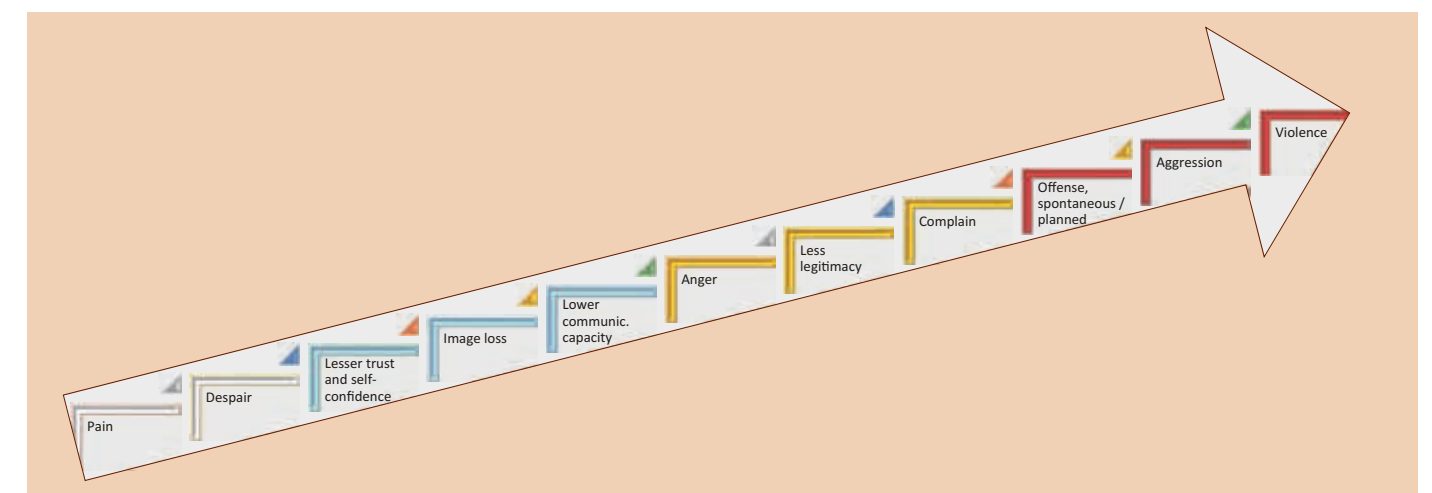 Pain
Despair
Lesser trust
and self-
confidence
Image loss
Lower
communic.
capacity
Anger
Less
legitimacy
Complain
Offense,
spontaneous /
planned
Aggression
Violence